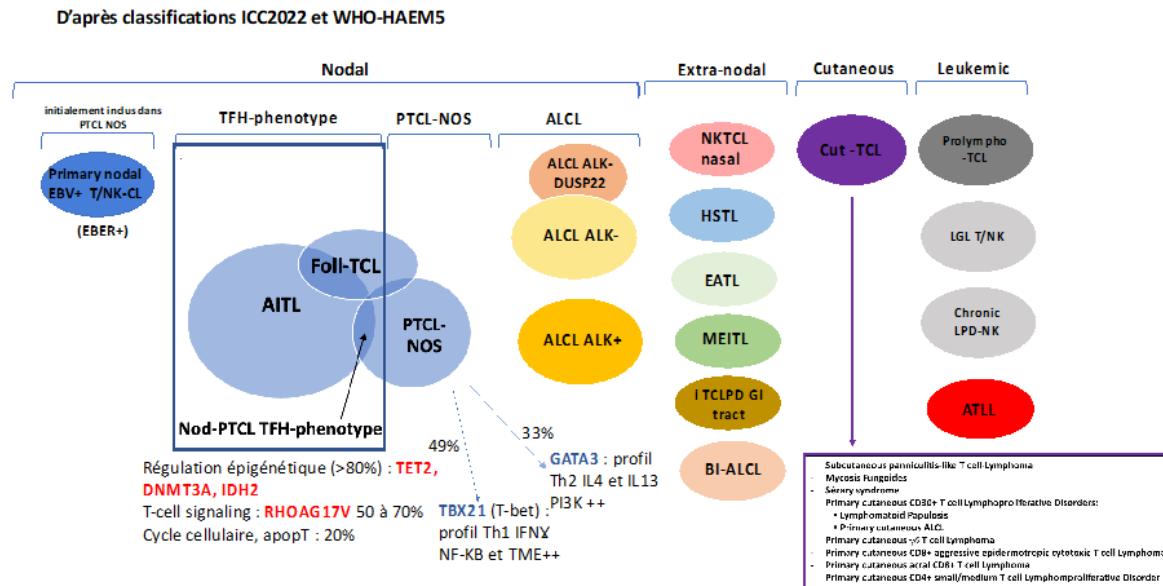 D'après classifications ICC2022 et WHO-HAEM5
Nodal
Extra-nodal
Cutaneous
Leukemic
initialement inclus dans
PTCL NOS
TFH-phenotype
PTCL-NOS
ALCL
Primary nodal
EBV+ T/NK-CL
(EBER+)
Foll-TCL
AITL
PTCL-
NOS
Nod-PTCL TFH-phenotype
ALCL ALK-
DUSP22
ALCL ALK-
ALCL ALK+
NKTCL
nasal
HSTL
EATL
MEITL
I TCLPD GI
tract
BI-ALCL
Cut -TCL
Prolympho
-TCL
LGL T/NK
Chronic
LPD-NK
ATLL
Régulation épigénétique (>80%) : TET2,
DNMT3A, IDH2
T-cell signaling : RHOAG17V 50 à 70%
Cycle cellulaire, apopT : 20%
49%
TBX21 (T-bet) :
profil Th1 IFNɣ
NF-KB et TME++
33%
GATA3 : profil
Th2 IL4 et IL13
PI3K ++
Subcutaneous panniculitis-like T cell-Lymphoma
- Mycosis Fungoides
- Sézary syndrome
Primary cutaneous CD30+ T cell Lymphoproliferative Disorders:
• Lymphomatoid Papulosis
• Primary cutaneous ALCL
Primary cutaneous γδ T cell Lymphoma
- Primary cutaneous CD8+ aggressive epidermotropic cytotoxic T cell Lymphoma
- Primary cutaneous acral CD8+ T cell Lymphoma
Primary cutaneous CD4+ small/medium T cell Lymphoproliferative Disorder